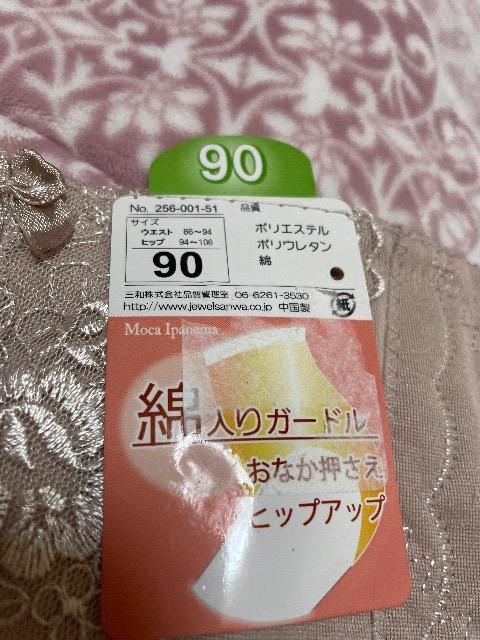 90
No. 256-001-51 品質
サイズ
ウエスト 86～94
ヒップ 94～106
90
ポリエステル
ポリウレタン
綿
三和株式会社品質管理室 06-6261-3530
http://www.jewelsanwa.co.jp 中国製
紙
Moca Ipanema
綿入りガードル
おなか押さえ
ヒップアップ